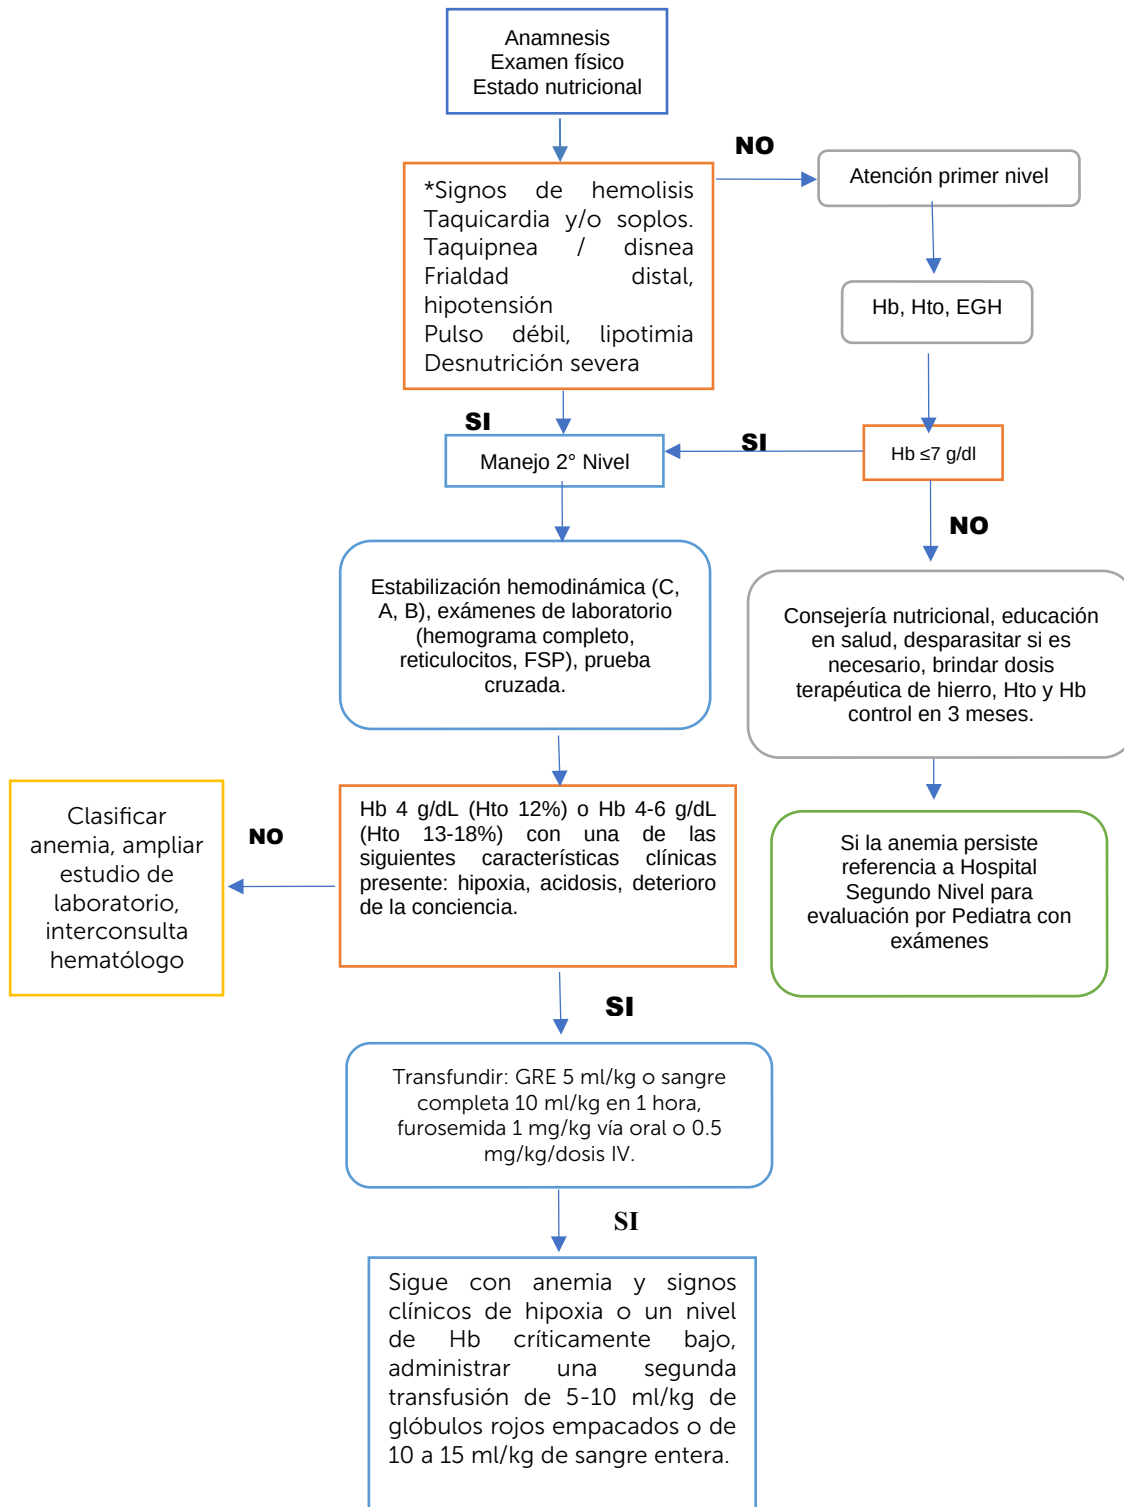 Anamnesis
Examen físico
Estado nutricional
NO
*Signos de hemolisis
Taquicardia y/o soplos.
Taquipnea / disnea
Frialdad distal,
hipotensión
Pulso débil, lipotimia
Desnutrición severa
Atención primer nivel
Hb, Hto, EGH
SI
Manejo 2° Nivel
SI
Hb ≤7 g/dl
NO
Estabilización hemodinámica (C,
A, B), exámenes de laboratorio
(hemograma completo,
reticulocitos, FSP), prueba
cruzada.
Consejería nutricional, educación
en salud, desparasitar si es
necesario, brindar dosis
terapéutica de hierro, Hto y Hb
control en 3 meses.
Clasificar
anemia, ampliar
estudio de
laboratorio,
interconsulta
hematólogo
NO
Hb 4 g/dL (Hto 12%) o Hb 4-6 g/dL
(Hto 13-18%) con una de las
siguientes características clínicas
presente: hipoxia, acidosis, deterioro
de la conciencia.
Si la anemia persiste
referencia a Hospital
Segundo Nivel para
evaluación por Pediatra con
exámenes
SI
Transfundir: GRE 5 ml/kg o sangre
completa 10 ml/kg en 1 hora,
furosemida 1 mg/kg vía oral o 0.5
mg/kg/dosis IV.
SI
Sigue con anemia y signos
clínicos de hipoxia o un nivel
de Hb críticamente bajo,
administrar una segunda
transfusión de 5-10 ml/kg de
glóbulos rojos empacados o de
10 a 15 ml/kg de sangre entera.